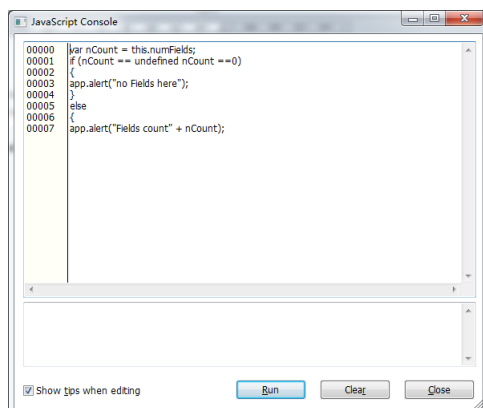 JavaScript Console
00000 var nCount = this.numFields;
00001 if (nCount == undefined nCount ==0)
00002 {
00003 app.alert("no Fields here");
00004 }
00005 else
00006 {
00007 app.alert("Fields count" + nCount);
Show tips when editing
Run
Clear
Close